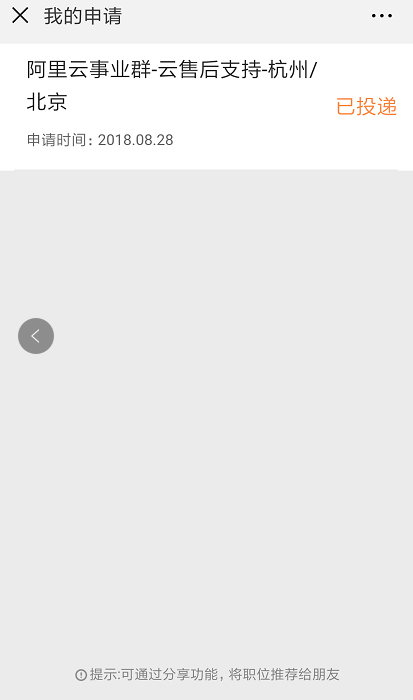 我的申请
阿里云事业群-云售后支持-杭州/
北京
已投递
申请时间：2018.08.28
提示:可通过分享功能，将职位推荐给朋友